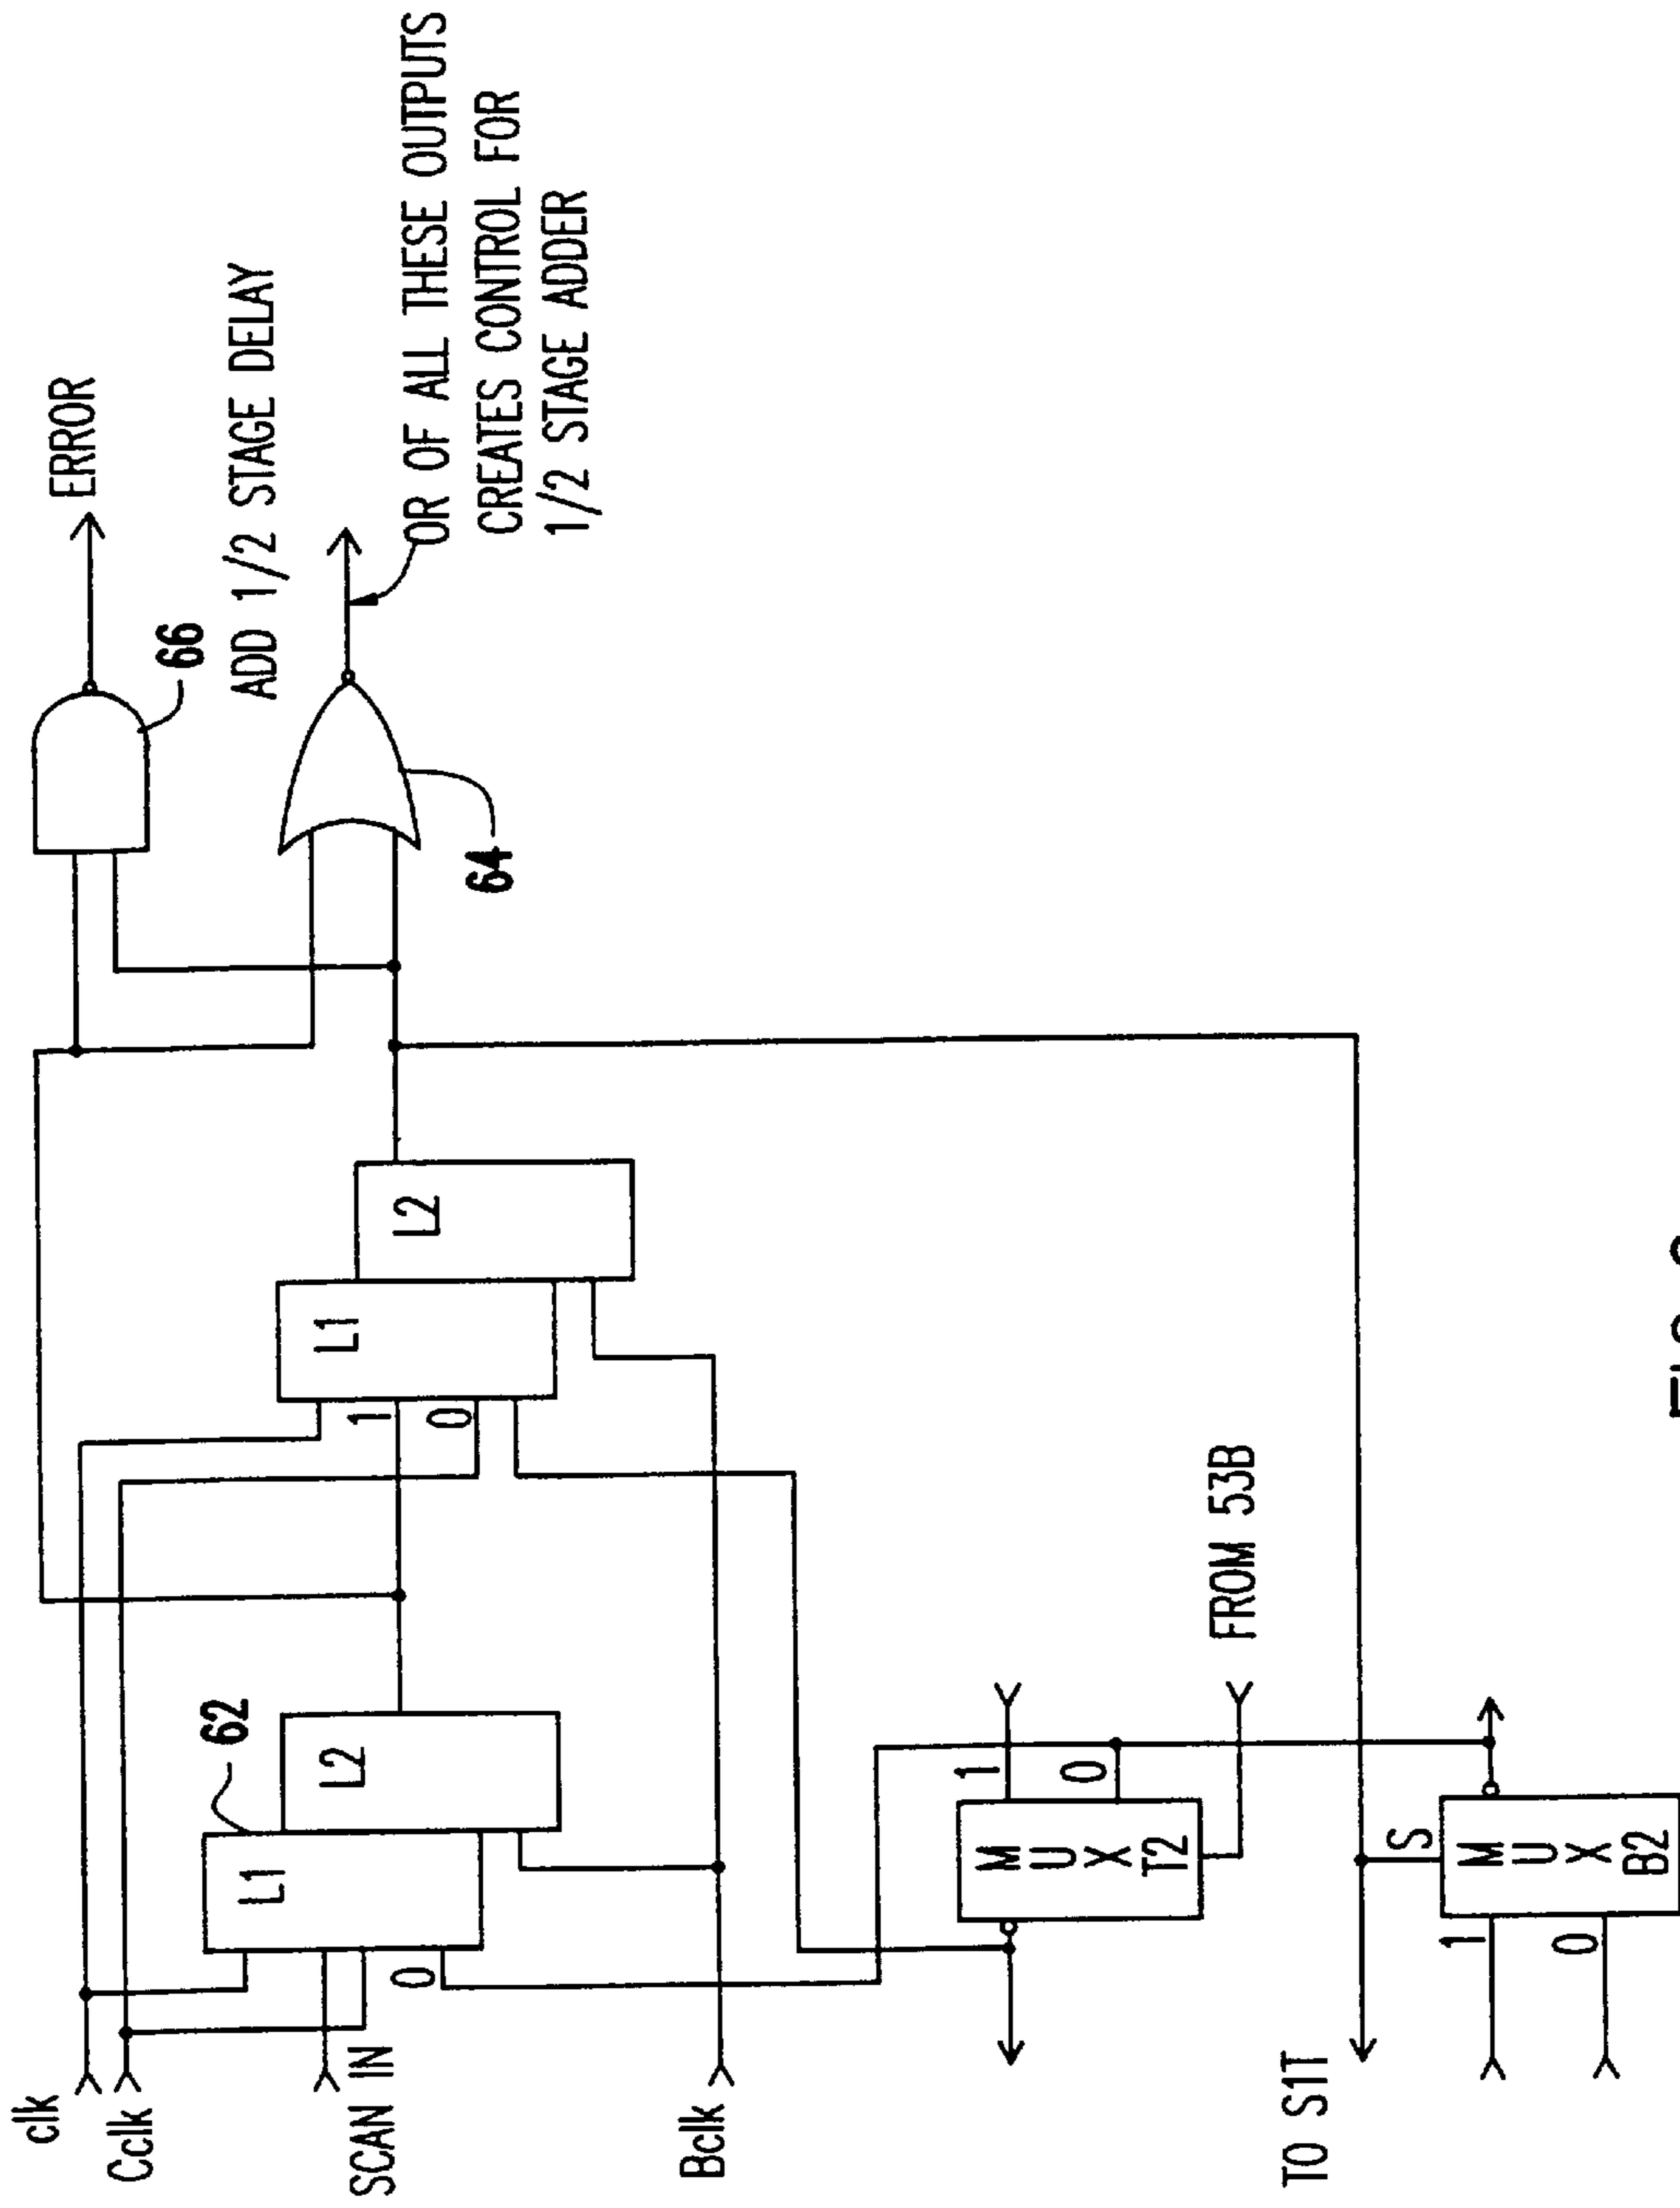 clk
Cclk
SCAN IN
Bclk
TO S1T
62
L1
L2
0
L1
L2
1
0
66
64
ERROR
ADD 1/2 STAGE DELAY
OR OF ALL THESE OUTPUTS
CREATES CONTROL FOR
1/2 STAGE ADDER
MUX
T2
1
0
FROM 53B
S
MUX
B2
1
0